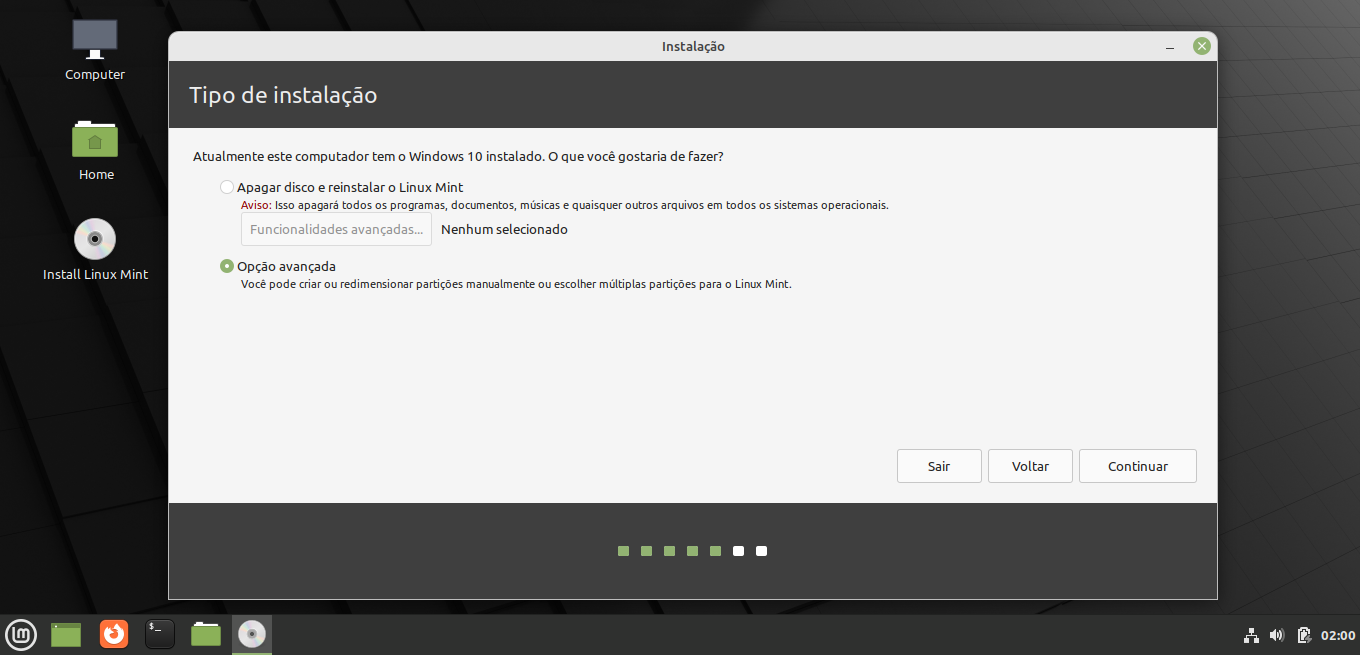 Instalação
Computer
Home
Install Linux Mint
Tipo de instalação
Atualmente este computador tem o Windows 10 instalado. O que você gostaria de fazer?
Apagar disco e reinstalar o Linux Mint
Aviso: Isso apagará todos os programas, documentos, músicas e quaisquer outros arquivos em todos os sistemas operacionais.
Funcionalidades avançadas... Nenhum selecionado
Opção avançada
Você pode criar ou redimensionar partições manualmente ou escolher múltiplas partições para o Linux Mint.
Sair Voltar Continuar
$_
02:00